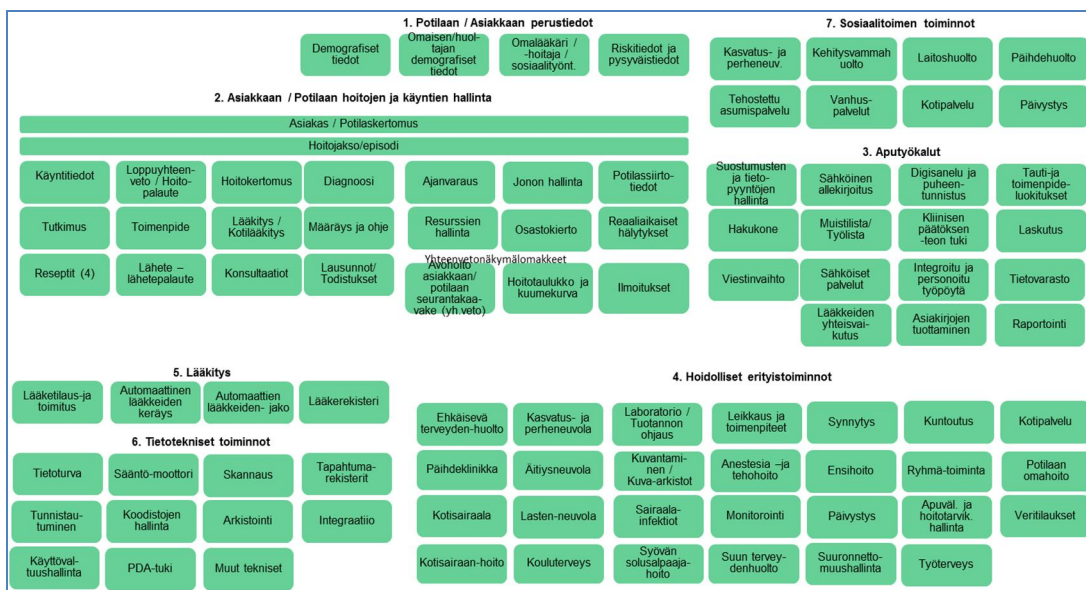 1. Potilaan / Asiakkaan perustiedot
Demografiset
tiedot
Omaisen/huol-
tajan
demografiset
tiedot
Omalääkäri /
-hoitaja /
sosiaalityönt.
Riskitiedot ja
pysyväistiedot
2. Asiakkaan / Potilaan hoitojen ja käyntien hallinta
Asiakas / Potilaskertomus
Hoitojakso/episodi
Käyntitiedot
Loppuyhteen-
veto / Hoito-
palaute
Hoitokertomus
Diagnoosi
Ajanvaraus
Jonon hallinta
Potilassiirto-
tiedot
Tutkimus
Toimenpide
Lääkitys /
Kotilääkitys
Määräys ja ohje
Resurssien
hallinta
Osastokierto
Reaaliaikaiset
hälytykset
Yhteenvetonäkymälomakkeet
Reseptit (4)
Lähete –
lähetepalaute
Konsultaatiot
Lausunnot/
Todistukset
Avohoito
asiakkaan/
potilaan
seurantakaa-
vake (yh.veto)
Hoitotaulukko ja
kuumekurva
Ilmoitukset
7. Sosiaalitoimen toiminnot
Kasvatus- ja
perheneuv.
Kehitysvammah
uolto
Laitoshuolto
Päihdehuolto
Tehostettu
asumispalvelu
Vanhus-
palvelut
Kotipalvelu
Päivystys
3. Aputyökalut
Suostumusten
ja tieto-
pyyntöjen
hallinta
Sähköinen
allekirjoitus
Digisanelu ja
puheen-
tunnistus
Tauti-ja
toimenpide-
luokitukset
Hakukone
Muistilista/
Työlista
Kliinisen
päätöksen
-teon tuki
Laskutus
Viestinvaihto
Sähköiset
palvelut
Integroitu ja
personoitu
työpöytä
Tietovarasto
Lääkkeiden
yhteisvai-
kutus
Asiakirjojen
tuottaminen
Raportointi
5. Lääkitys
Lääketilaus-ja
toimitus
Automaattinen
lääkkeiden
keräys
Automaattien
lääkkeiden- jako
Lääkerekisteri
6. Tietotekniset toiminnot
Tietoturva
Sääntö-moottori
Skannaus
Tapahtuma-
rekisterit
Tunnistau-
tuminen
Koodistojen
hallinta
Arkistointi
Integraatiio
Käyttöval-
tuushallinta
PDA-tuki
Muut tekniset
4. Hoidolliset erityistoiminnot
Ehkäisevä
terveyden-huolto
Kasvatus- ja
perheneuvola
Laboratorio /
Tuotannon
ohjaus
Leikkaus ja
toimenpiteet
Synnytys
Kuntoutus
Kotipalvelu
Päihdeklinikka
Äitiysneuvola
Kuvantami-
nen /
Kuva-arkistot
Anestesia –ja
tehohoito
Ensihoito
Ryhmä-toiminta
Potilaan
omahoito
Kotisairaala
Lasten-neuvola
Sairaala-
infektiot
Monitorointi
Päivystys
Apuväl. ja
hoitotarvik.
hallinta
Veritilaukset
Kotisairaan-hoito
Kouluterveys
Syövän
solusalpaaja-
hoito
Suun tervey-
denhuolto
Suuronnetto-
muushallinta
Työterveys